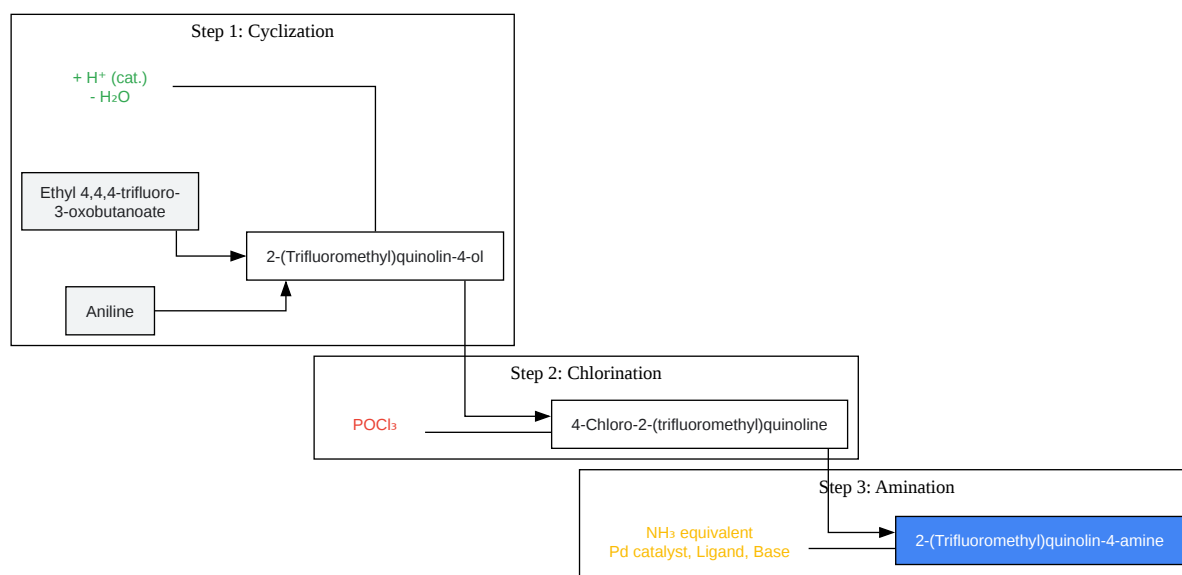 Step 1: Cyclization
+ H⁺ (cat.)
- H₂O
Ethyl 4,4,4-trifluoro-
3-oxobutanoate
2-(Trifluoromethyl)quinolin-4-ol
Aniline
Step 2: Chlorination
POCl₃
4-Chloro-2-(trifluoromethyl)quinoline
Step 3: Amination
NH₃ equivalent
Pd catalyst, Ligand, Base
2-(Trifluoromethyl)quinolin-4-amine